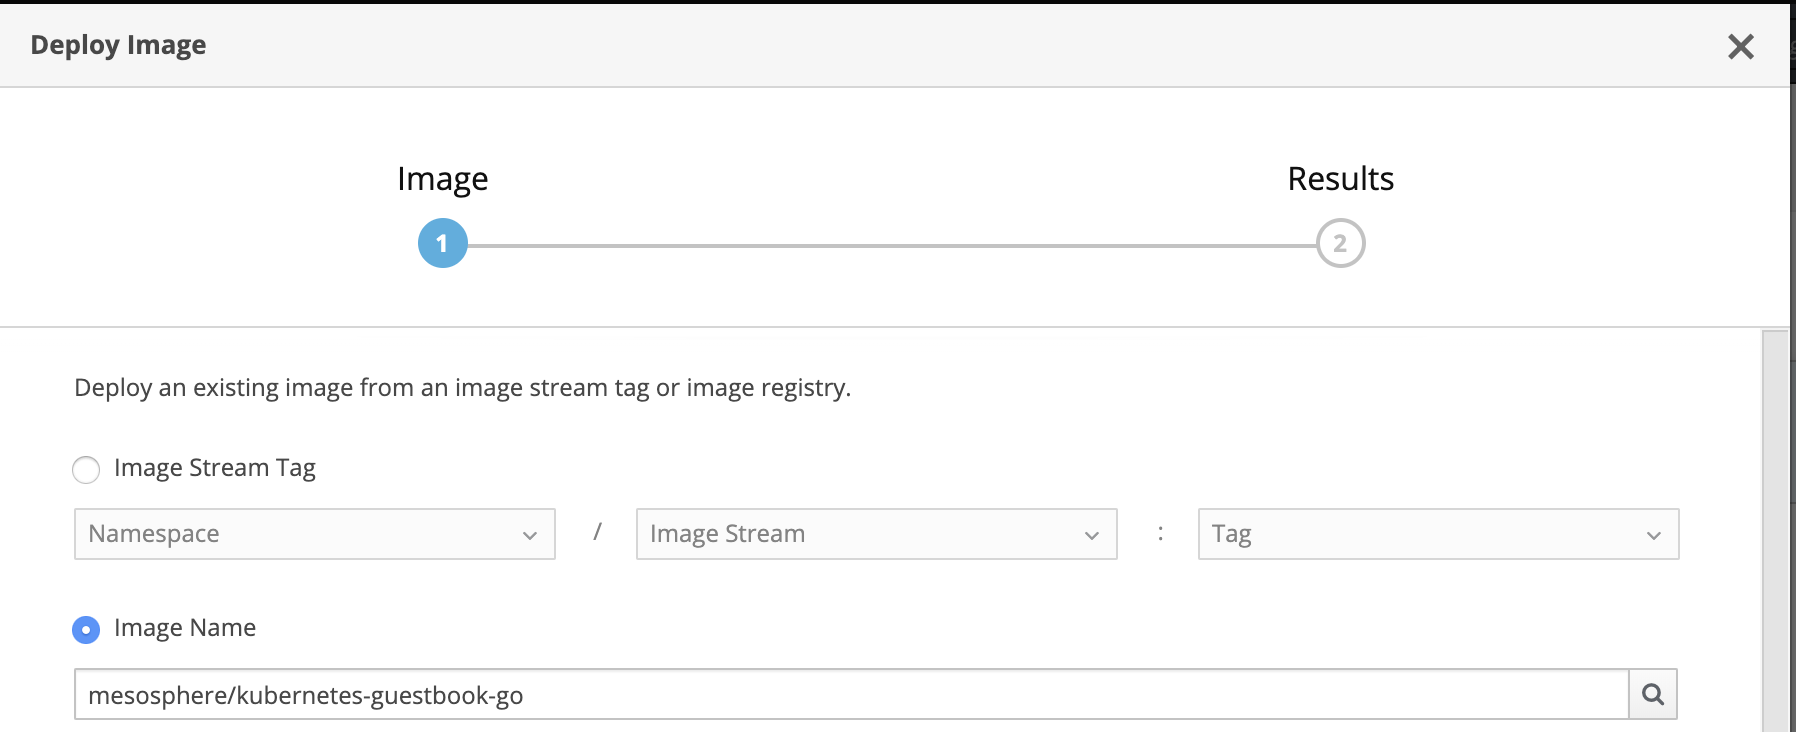 Deploy Image
Image
Results
1
2
Deploy an existing image from an image stream tag or image registry.
Image Stream Tag
Namespace / Image Stream : Tag
Image Name
mesosphere/kubernetes-guestbook-go